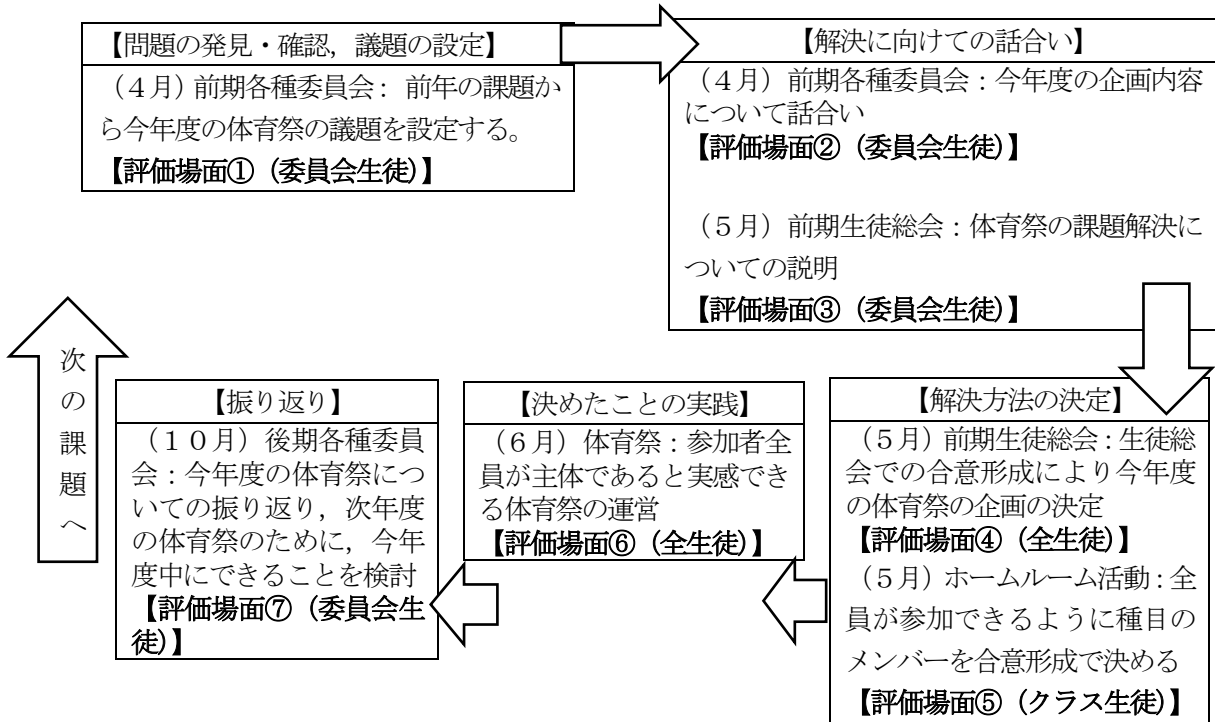 【問題の発見・確認，議題の設定】
（４月）前期各種委員会： 前年の課題か
ら今年度の体育祭の議題を設定する。
【評価場面①（委員会生徒）】
【解決に向けての話合い】
（４月）前期各種委員会：今年度の企画内容
について話合い
【評価場面②（委員会生徒）】
（５月）前期生徒総会：体育祭の課題解決に
ついての説明
【評価場面③（委員会生徒）】
【解決方法の決定】
（５月）前期生徒総会：生徒総
会での合意形成により今年度
の体育祭の企画の決定
【評価場面④（全生徒）】
（５月）ホームルーム活動：全
員が参加できるように種目の
メンバーを合意形成で決める
【評価場面⑤（クラス生徒）】
【決めたことの実践】
（６月）体育祭：参加者全
員が主体であると実感でき
る体育祭の運営
【評価場面⑥（全生徒）】
【振り返り】
（１０月）後期各種委員
会：今年度の体育祭につ
いての振り返り，次年度
の体育祭のために，今年
度中にできることを検討
【評価場面⑦（委員会生
徒）】
次の課題へ